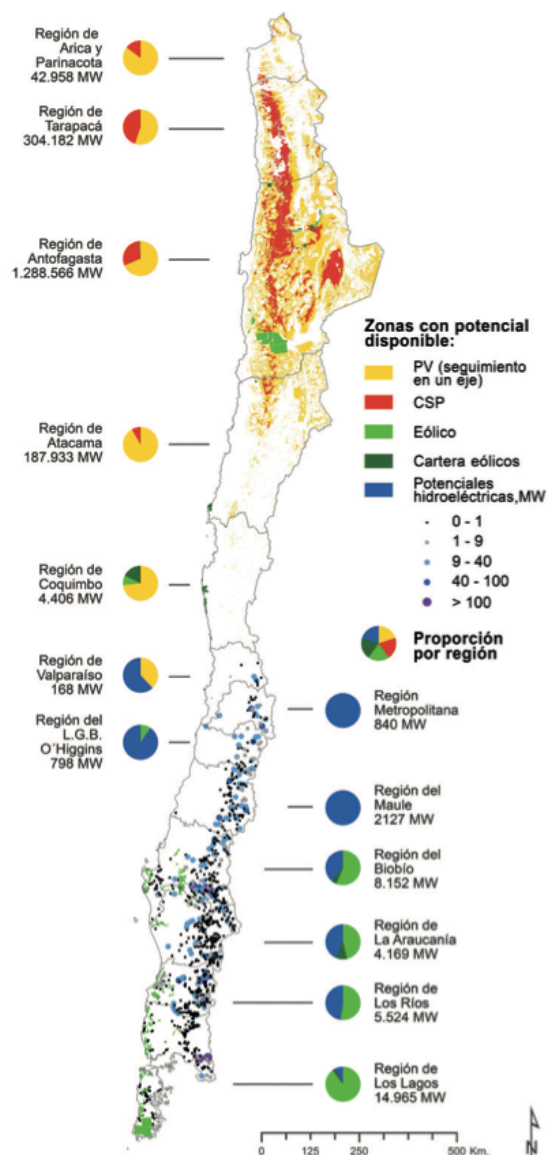 Región de
Arica y
Parinacota
42.958 MW
Región de
Tarapacá
304.182 MW
Región de
Antofagasta
1.288.566 MW
Región de
Atacama
187.933 MW
Región de
Coquimbo
4.406 MW
Región de
Valparaíso
168 MW
Región del
L.G.B.
O´Higgins
798 MW
Zonas con potencial
disponible:
PV (seguimiento
en un eje)
CSP
Eólico
Cartera eólicos
Potenciales
hidroeléctricas,MW
0 - 1
1 - 9
9 - 40
40 - 100
> 100
Proporción
por región
Región
Metropolitana
840 MW
Región del
Maule
2127 MW
Región del
Biobío
8.152 MW
Región de
La Araucanía
4.169 MW
Región de
Los Ríos
5.524 MW
Región de
Los Lagos
14.965 MW
0 125 250 500 Km.
N